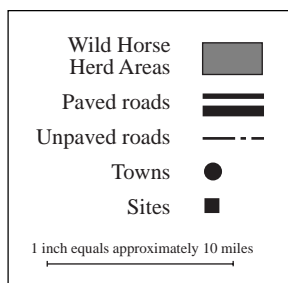 Wild Horse
Herd Areas
Paved roads
Unpaved roads
Towns
Sites
1 inch equals approximately 10 miles